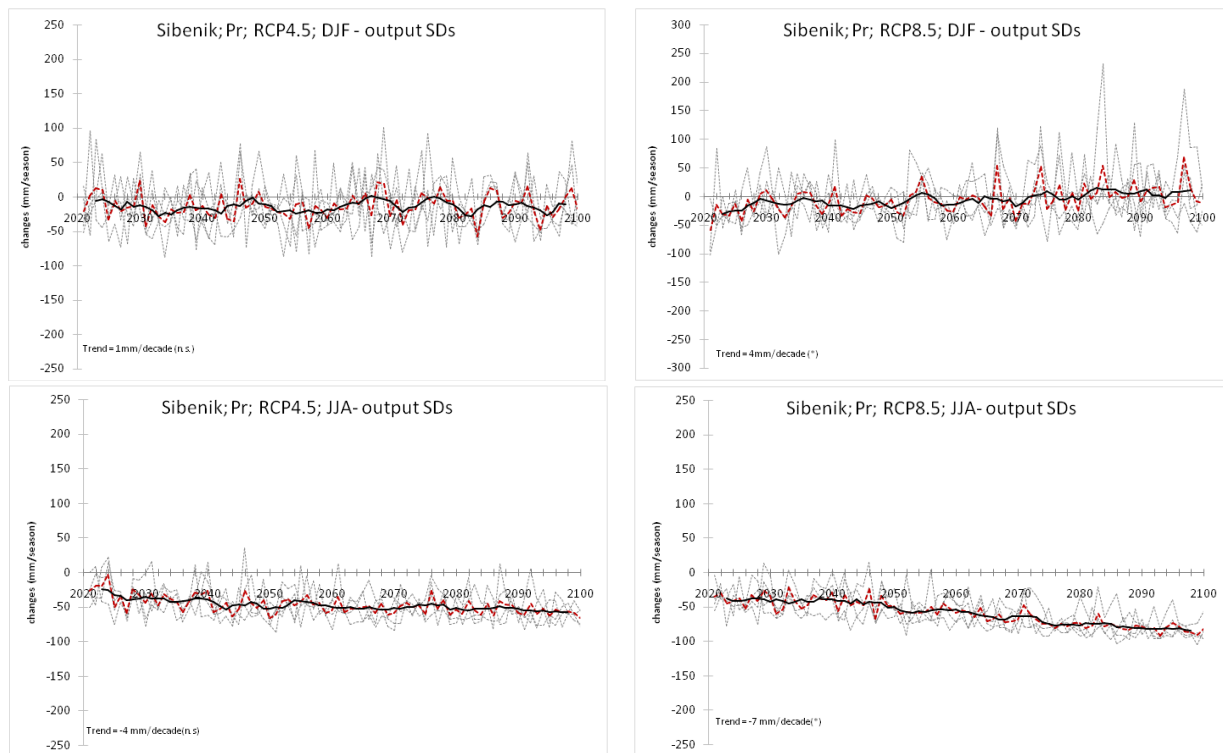 Sibenik; Pr; RCP4.5; DJF - output SDs
changes (mm/season)
250
200
150
100
50
0
-50
-100
-150
-200
-250
2020 2030 2040 2050 2060 2070 2080 2090 2100
Trend = 1mm/decade (n.s.)
Sibenik; Pr; RCP8.5; DJF - output SDs
changes (mm/season)
300
250
200
150
100
50
0
-50
-100
-150
-200
-250
-300
2020 2030 2040 2050 2060 2070 2080 2090 2100
Trend = 4mm/decade (*)
Sibenik; Pr; RCP4.5; JJA- output SDs
changes (mm/season)
250
200
150
100
50
0
-50
-100
-150
-200
-250
2020 2030 2040 2050 2060 2070 2080 2090 2100
Trend = -4 mm/decade(n.s)
Sibenik; Pr; RCP8.5; JJA- output SDs
changes (mm/season)
250
200
150
100
50
0
-50
-100
-150
-200
-250
2020 2030 2040 2050 2060 2070 2080 2090 2100
Trend = -7 mm/decade(*)